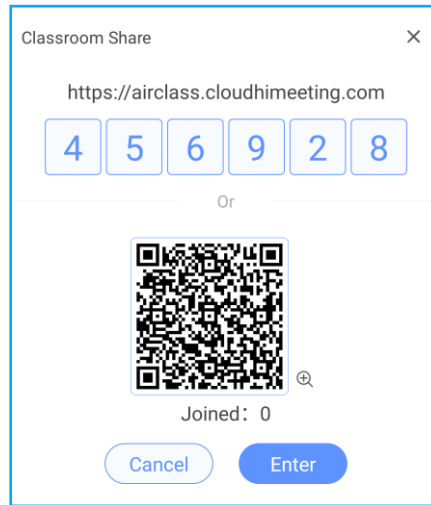 Classroom Share
https://airclass.cloudhimeeting.com
4 5 6 9 2 8
Or
Joined: 0
Cancel Enter